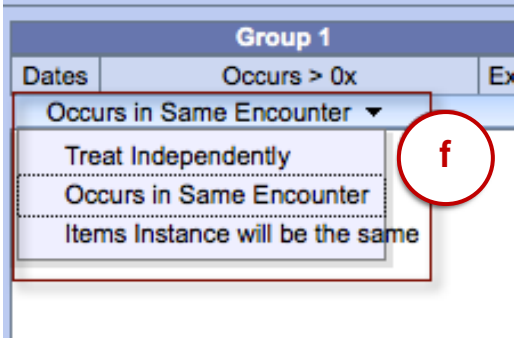 Group 1
Dates Occurs > 0x Ex
Occurs in Same Encounter
f
Treat Independently
Occurs in Same Encounter
Items Instance will be the same